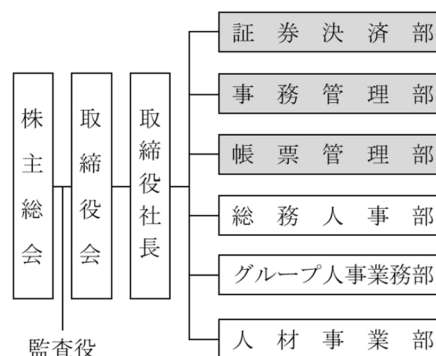 株主総会
取締役会
取締役社長
監査役
証券決済部
事務管理部
帳票管理部
総務人事部
グループ人事業務部
人材事業部